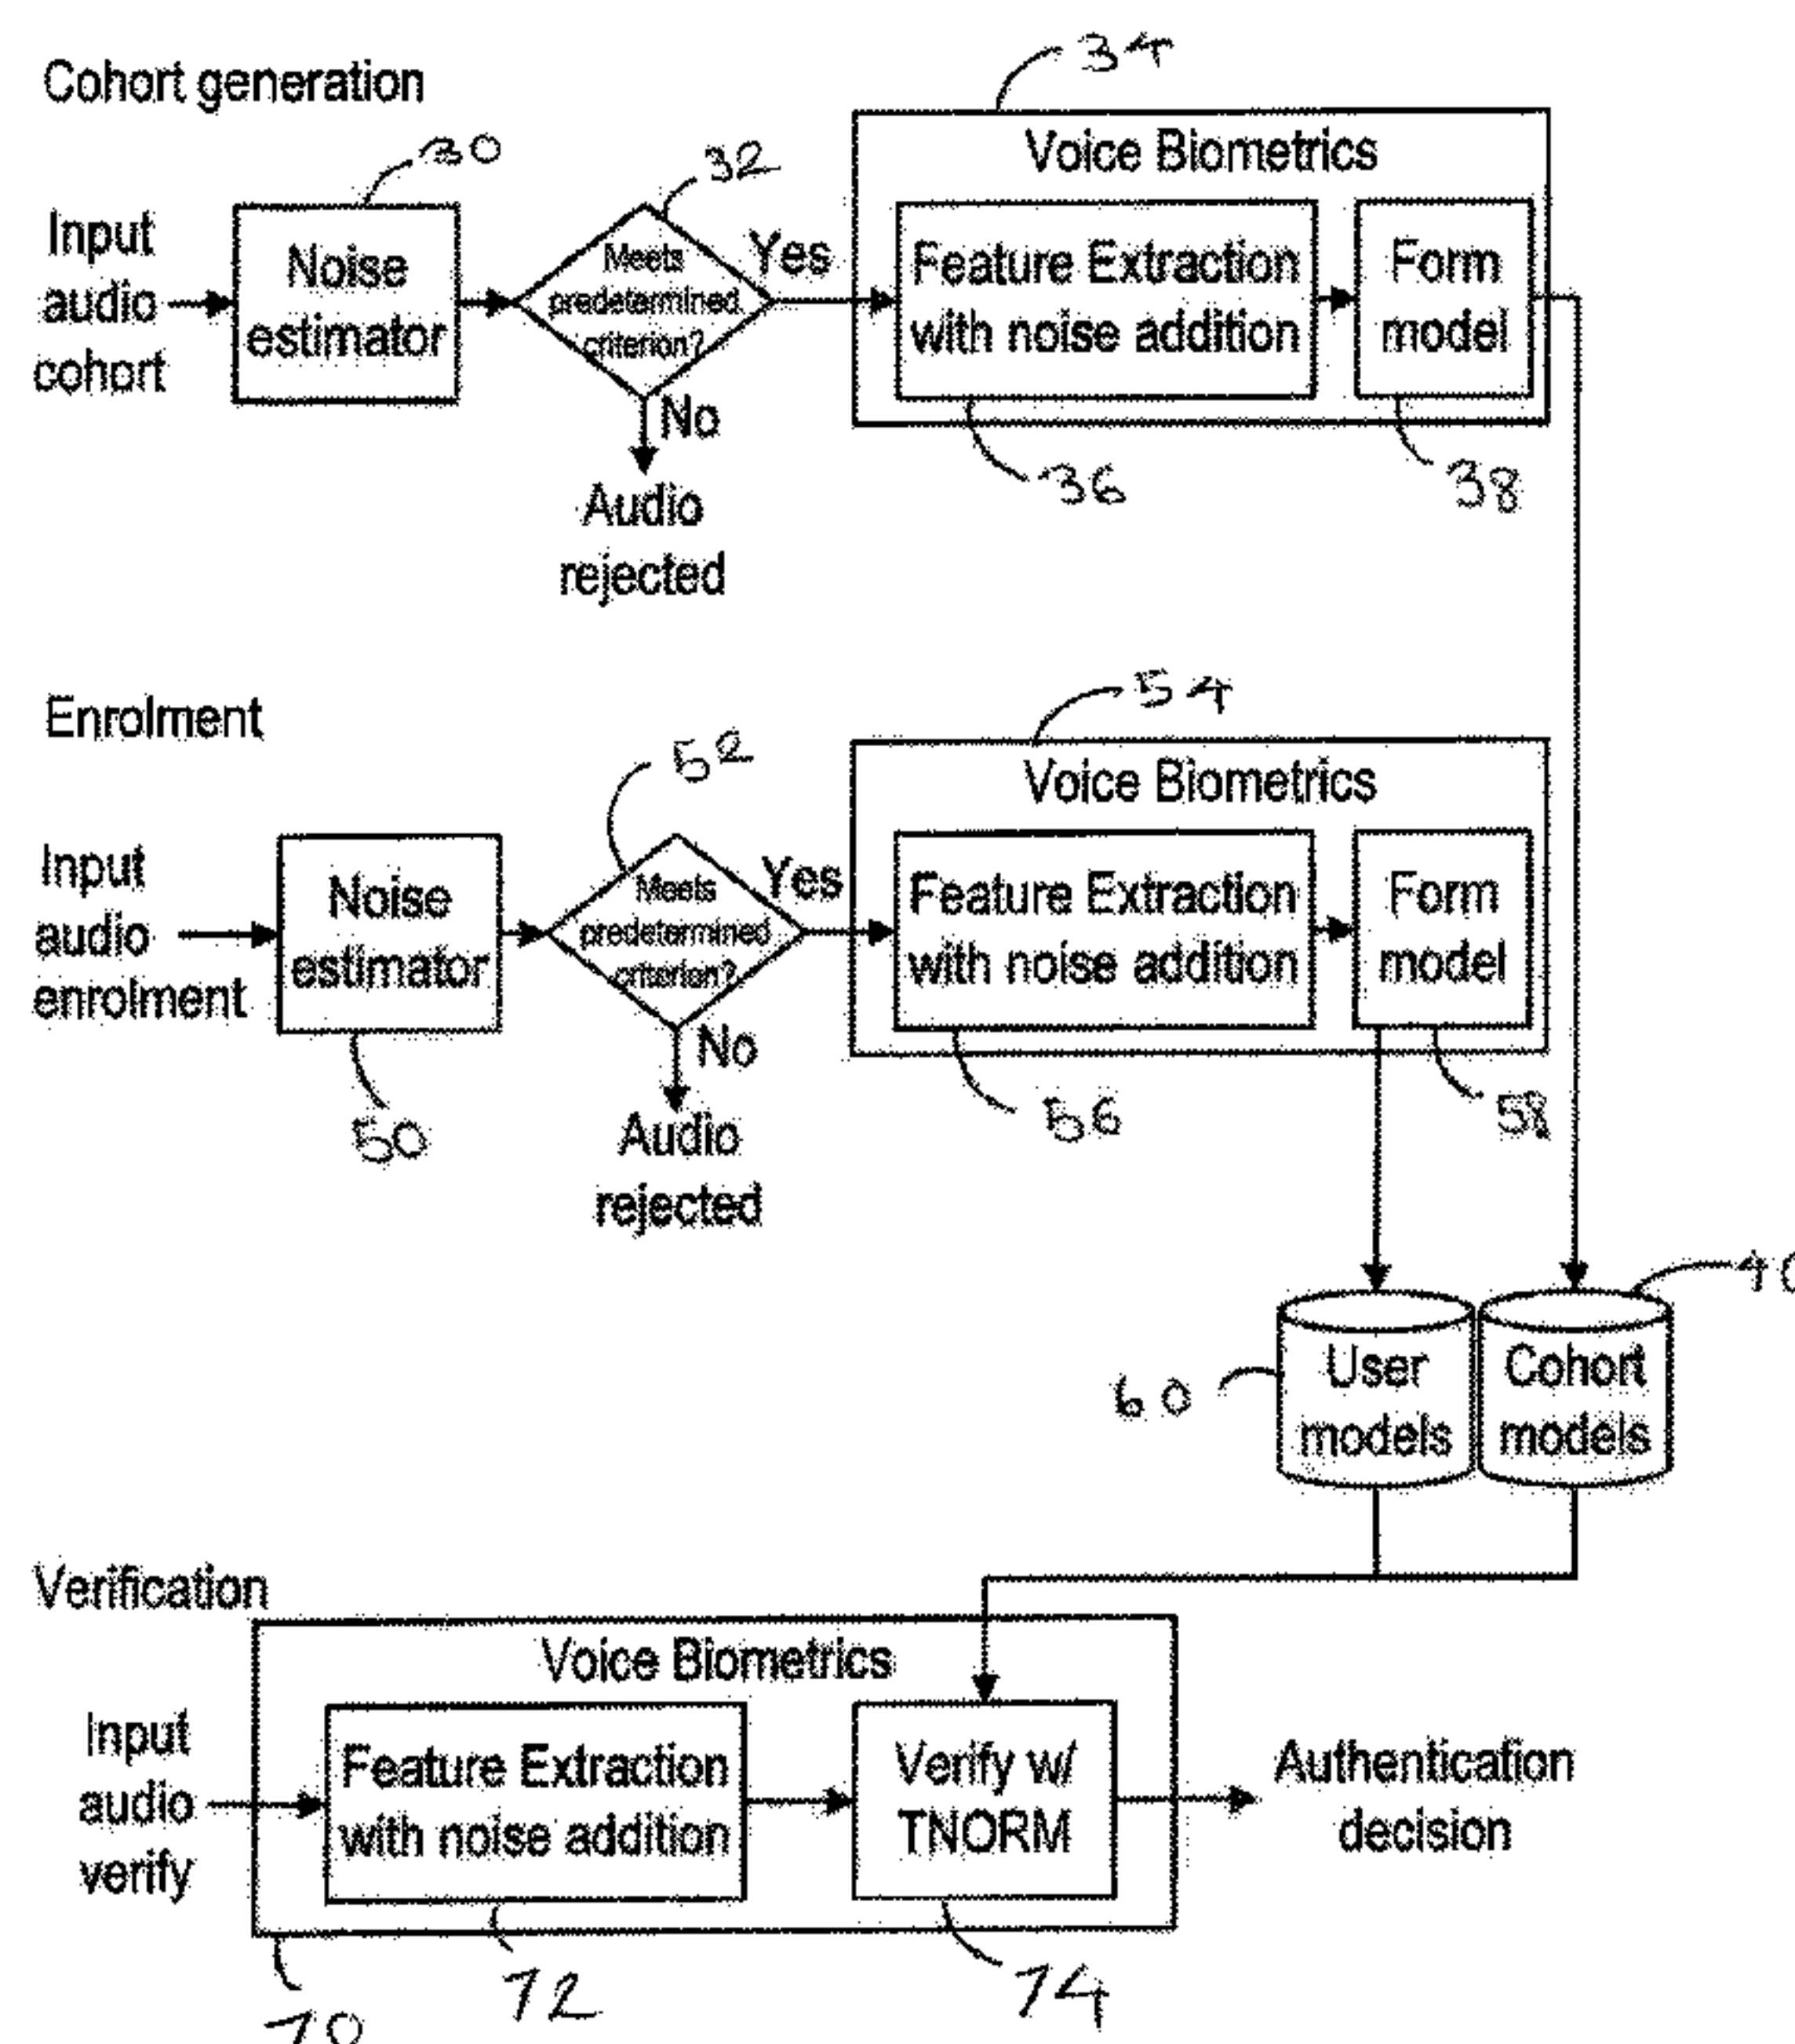 Cohort generation
34
30
32
Voice Biometrics
Input
audio
cohort
Noise
estimator
Meets
predetermined
criterion?
Yes
No
Audio
rejected
Feature Extraction
with noise addition
Form
model
36
38
Enrolment
54
52
Voice Biometrics
Input
audio
enrolment
Noise
estimator
Meets
predetermined
criterian?
Yes
No
Audio
rejected
Feature Extraction
with noise addition
Form
model
50
56
58
40
60
User
models
Cohort
models
Verification
Voice Biometrics
Input
audio
verify
Feature Extraction
with noise addition
Verify w/
TNORM
Authentication
decision
70
72
74